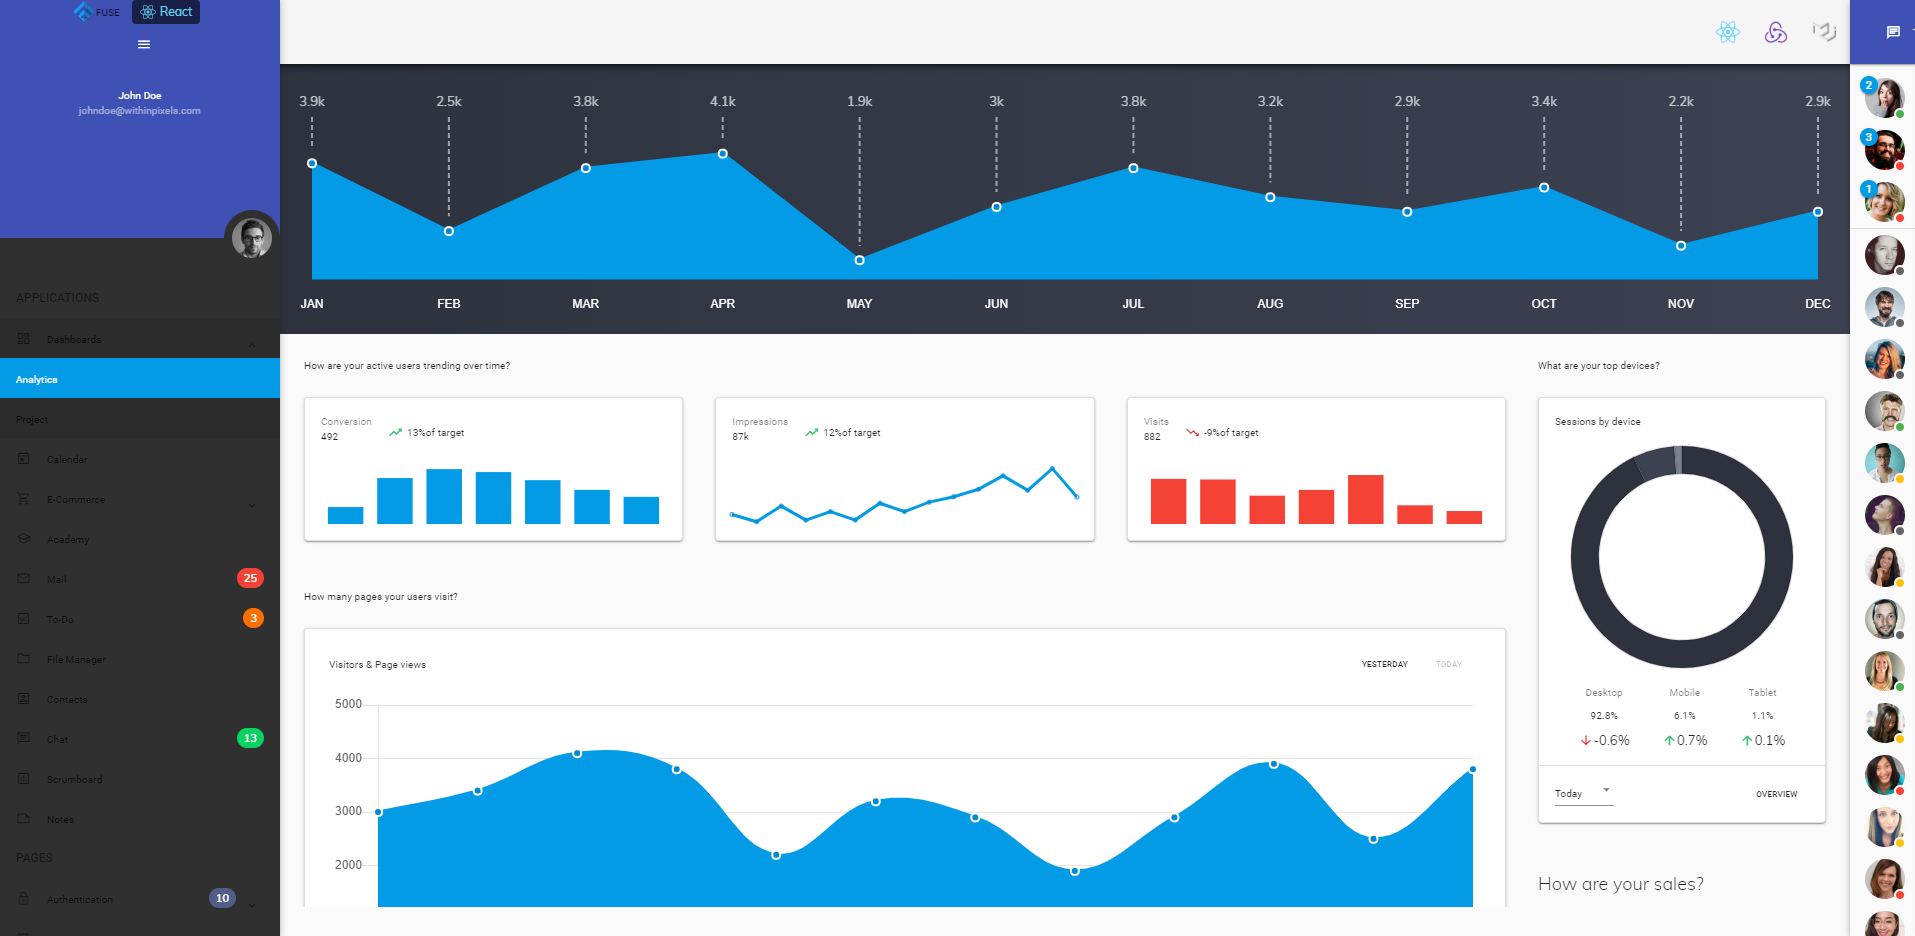 FUSE
React
John Doe
johndoe@withinpixels.com
APPLICATIONS
Dashboards
Analytics
Project
Calendar
E-Commerce
Academy
Mail
25
To-Do
3
File Manager
Contacts
Chat
13
Scrumboard
Notes
PAGES
Authentication
10
3.9k 2.5k 3.8k 4.1k 1.9k 3k 3.8k 3.2k 2.9k 3.4k 2.2k 2.9k
JAN FEB MAR APR MAY JUN JUL AUG SEP OCT NOV DEC
How are your active users trending over time?
Conversion
492
13%of target
Impressions
87k
12%of target
Visits
882
-9%of target
How many pages your users visit?
Visitors & Page views
YESTERDAY TODAY
5000
4000
3000
2000
What are your top devices?
Sessions by device
Desktop Mobile Tablet
92.8% 6.1% 1.1%
-0.6% 0.7% 0.1%
Today
OVERVIEW
How are your sales?
2
3
1